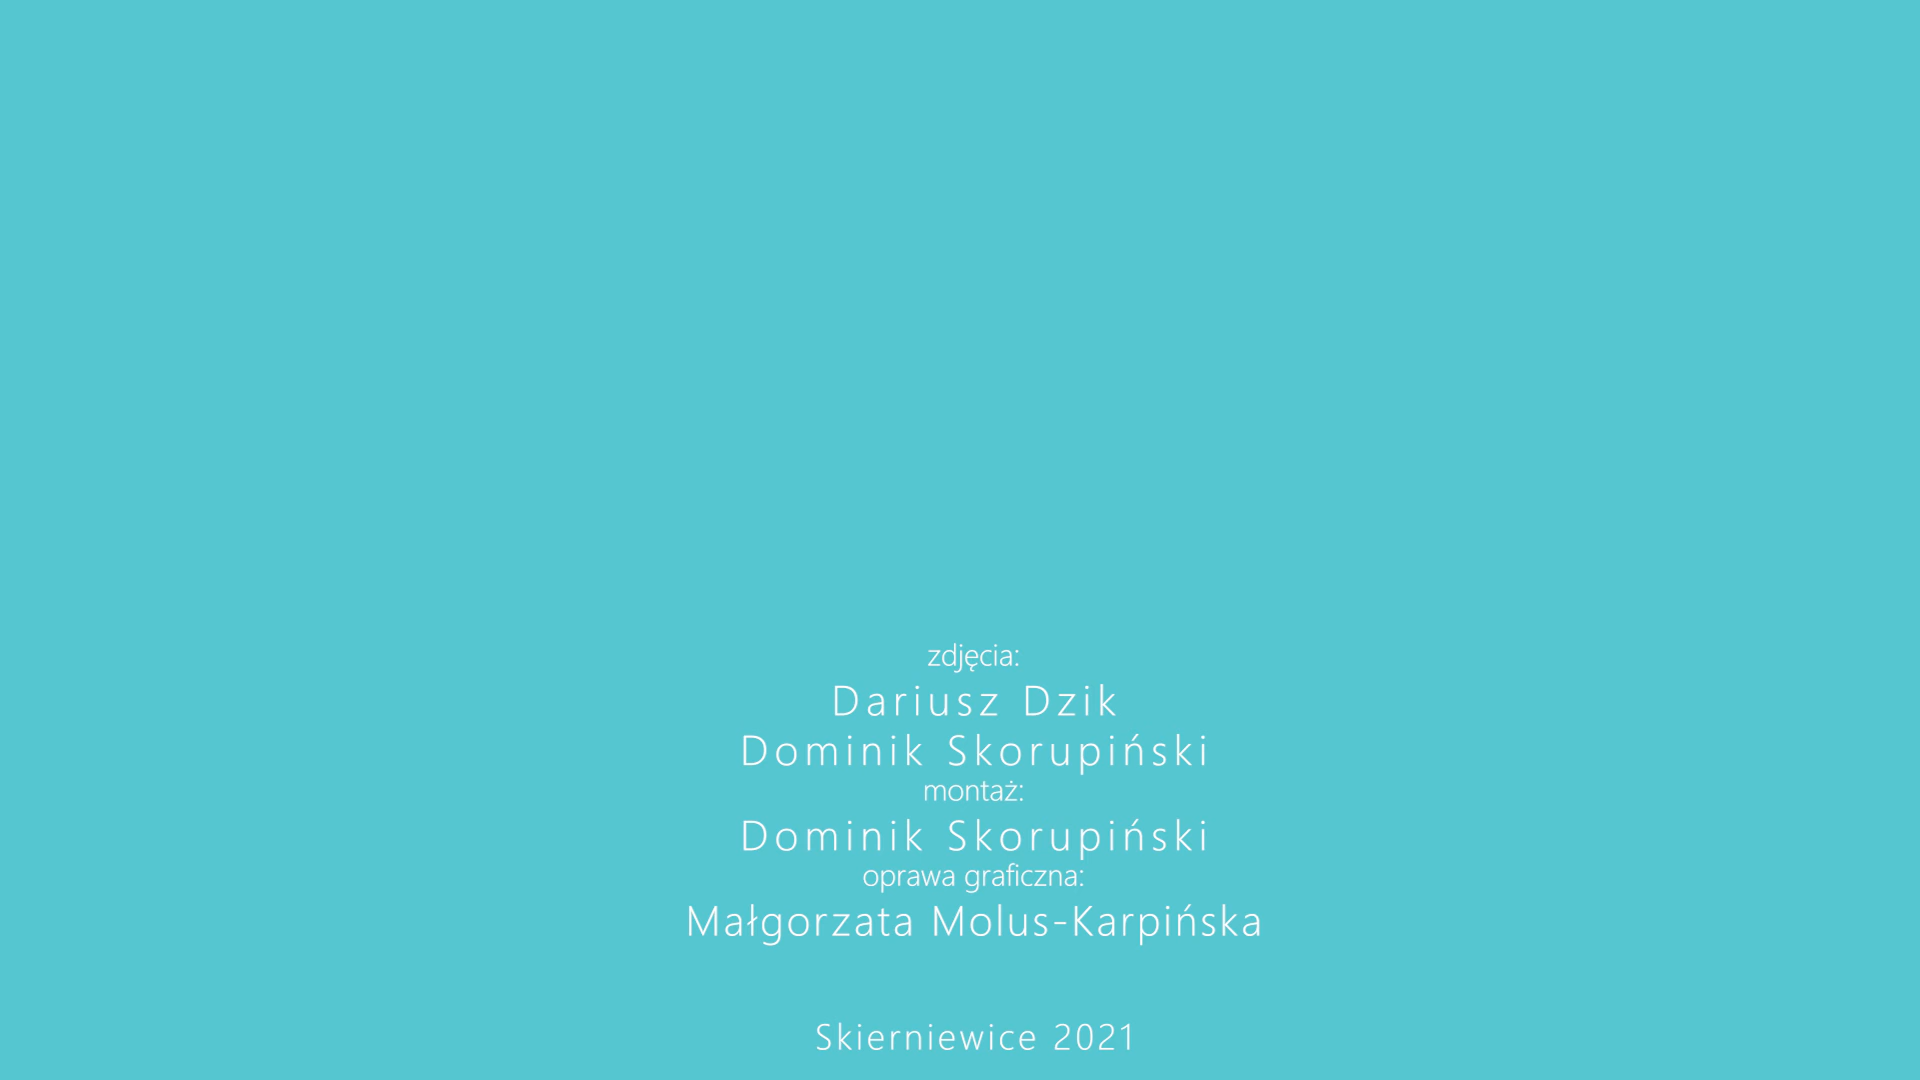 zdjęcia:
Dariusz Dzik
Dominik Skorupiński
montaż:
Dominik Skorupiński
oprawa graficzna:
Małgorzata Molus-Karpińska
Skierniewice 2021